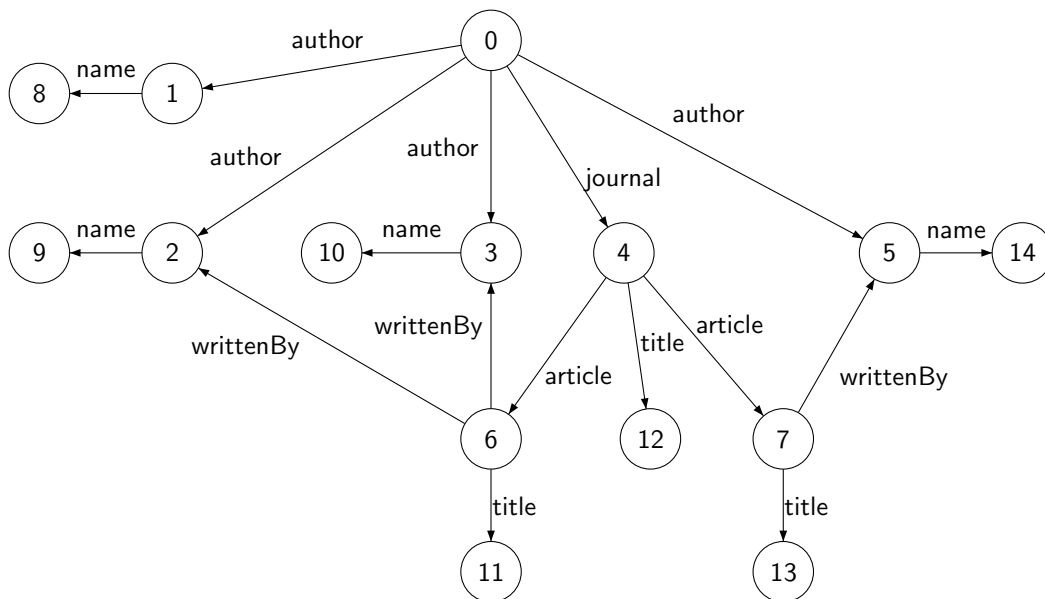 0
author
name
8
1
author
author
author
journal
9
name
2
10
name
3
4
5
name
14
writtenBy
writtenBy
article
title
article
writtenBy
6
12
7
title
title
11
13